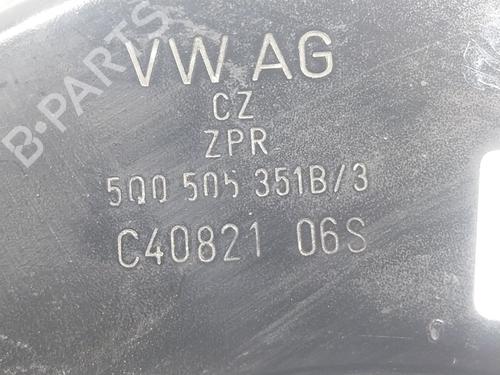 VW AG
CZ
ZPR
5Q0 505 351B/3
C40821 06S
B-PARTS